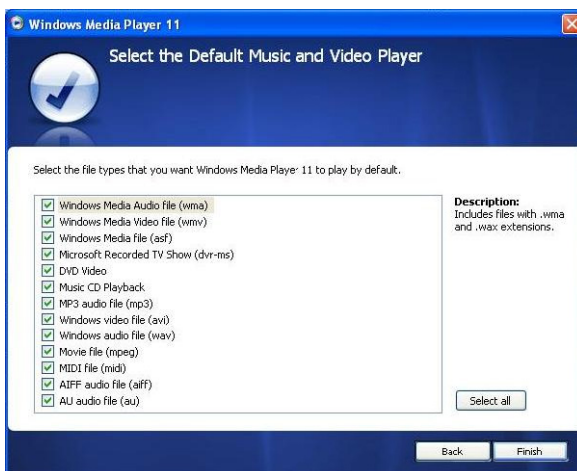 Windows Media Player 11
Select the Default Music and Video Player
Select the file types that you want Windows Media Player 11 to play by default.
Windows Media Audio file (wma)
Windows Media Video file (wmv)
Windows Media file (asf)
Microsoft Recorded TV Show (dvr-ms)
DVD Video
Music CD Playback
MP3 audio file (mp3)
Windows video file (avi)
Windows audio file (wav)
Movie file (mpeg)
MIDI file (midi)
AIFF audio file (aiff)
AU audio file (au)
Description:
Includes files with .wma
and .wax extensions.
Select all
Back
Finish